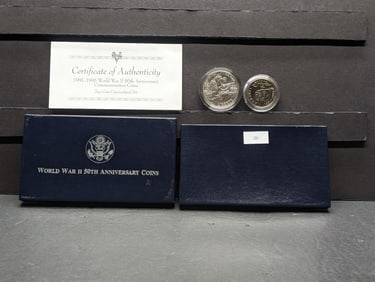 Certificate of Authenticity
1991-1995 World War II 50th Anniversary
Commemorative Coins
Two-Coin Uncirculated Set
WORLD WAR II 50TH ANNIVERSARY COINS